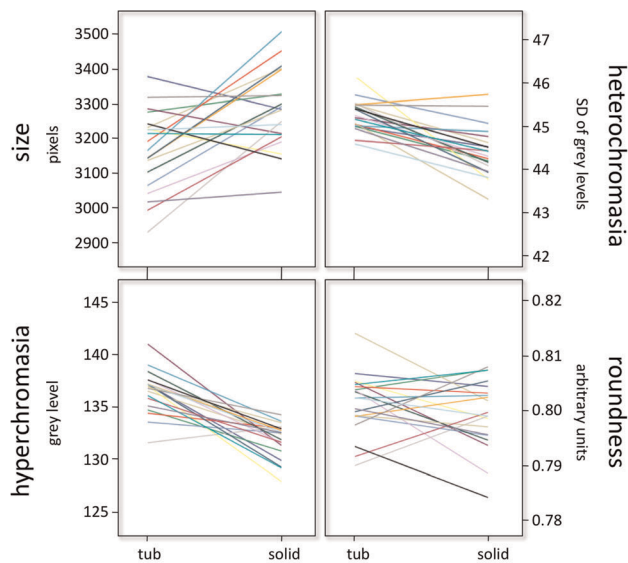 size
pixels
3500
3400
3300
3200
3100
3000
2900
47
46
45
44
43
42
SD of grey levels
heterochromasia
hyperchromasia
grey level
145
140
135
130
125
0.82
0.81
0.80
0.79
0.78
arbitrary units
roundness
tub
solid
tub
solid